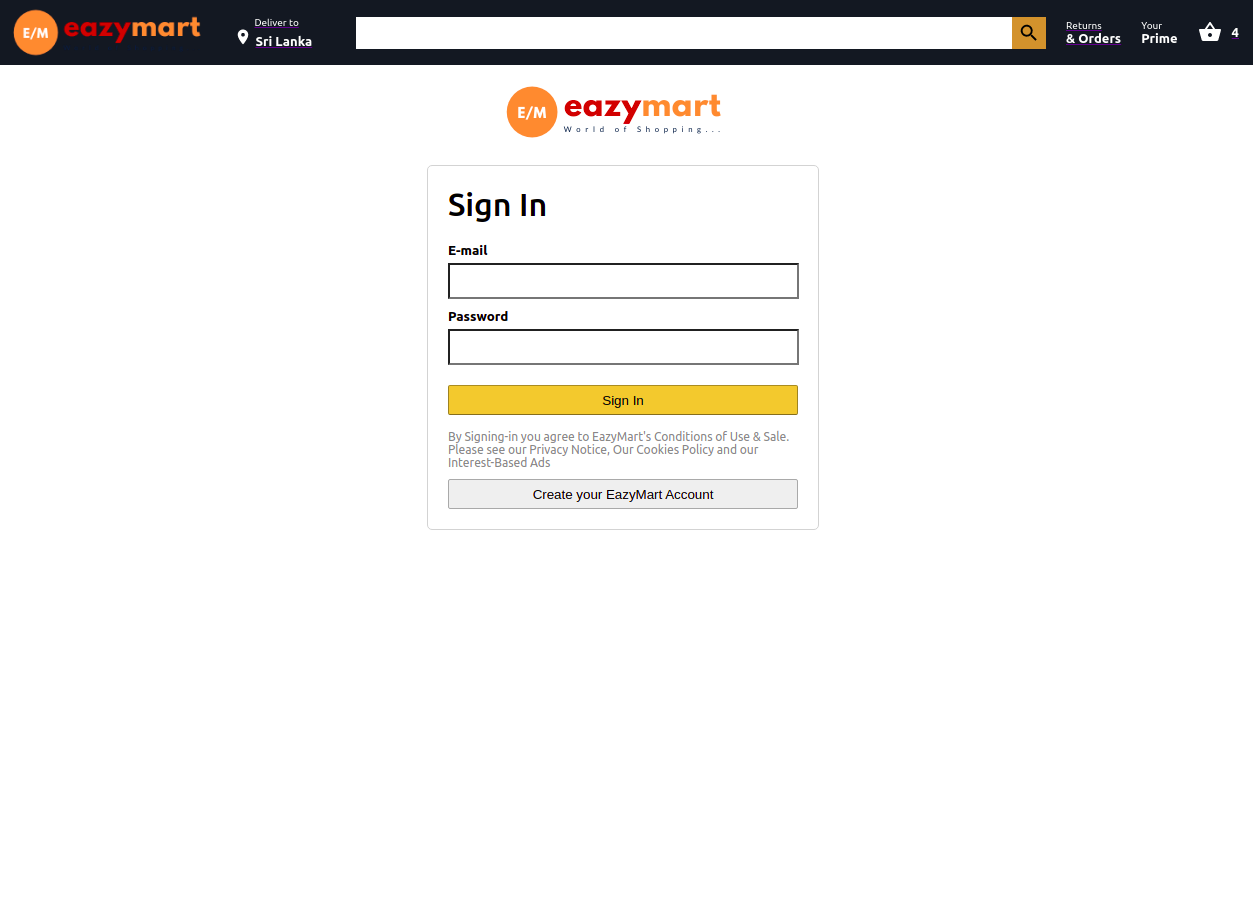 E/M eazymart
Deliver to
Sri Lanka
Returns
& Orders
Your
Prime
4
E/M eazymart
World of Shopping...
Sign In
E-mail
Password
Sign In
By Signing-in you agree to EazyMart's Conditions of Use & Sale.
Please see our Privacy Notice, Our Cookies Policy and our
Interest-Based Ads
Create your EazyMart Account